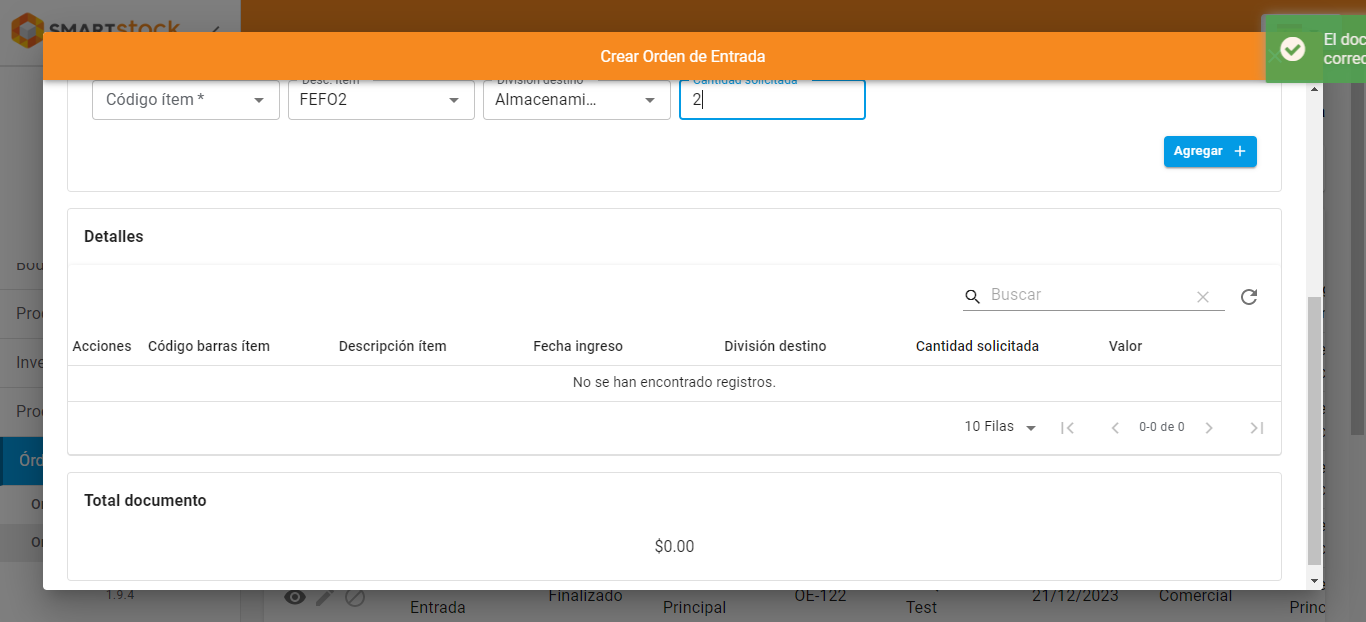 SMARTstock
Crear Orden de Entrada
El doc
correc
Desc. ítem
División destino
Cantidad solicitada
Código ítem *
FEFO2
Almacenami...
2
Agregar +
Detalles
Buscar
Acciones Código barras ítem Descripción ítem Fecha ingreso División destino Cantidad solicitada Valor
No se han encontrado registros.
10 Filas 0-0 de 0
Total documento
$0.00
Bod
Proc
Inve
Proc
Órd
1.9.4
Entrada
Finalizado
Principal
OE-122
Test
21/12/2023
Comercial
Princ